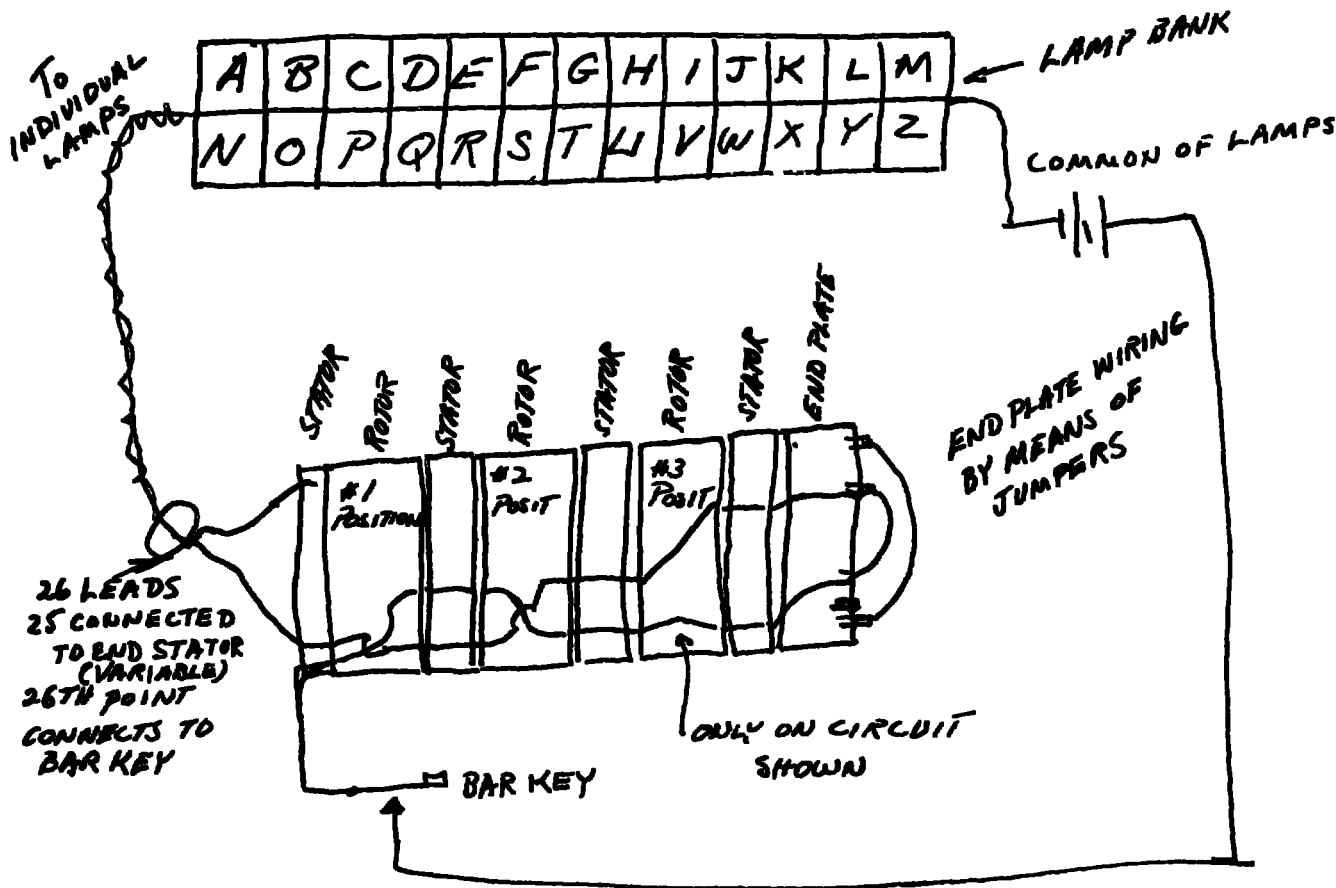 TO
INDIVIDUAL
LAMPS
A B C D E F G H I J K L M
N O P Q R S T U V W X Y Z
LAMP BANK
COMMON OF LAMPS
STATOR
ROTOR
STATOR
ROTOR
STATOR
ROTOR
STATOR
END PLATE
END PLATE WIRING
BY MEANS OF
JUMPERS
#1
POSITION
#2
POSIT
#3
POSIT
26 LEADS
25 CONNECTED
TO END STATOR
(VARIABLE)
26TH POINT
CONNECTS TO
BAR KEY
BAR KEY
ONLY ON CIRCUIT
SHOWN